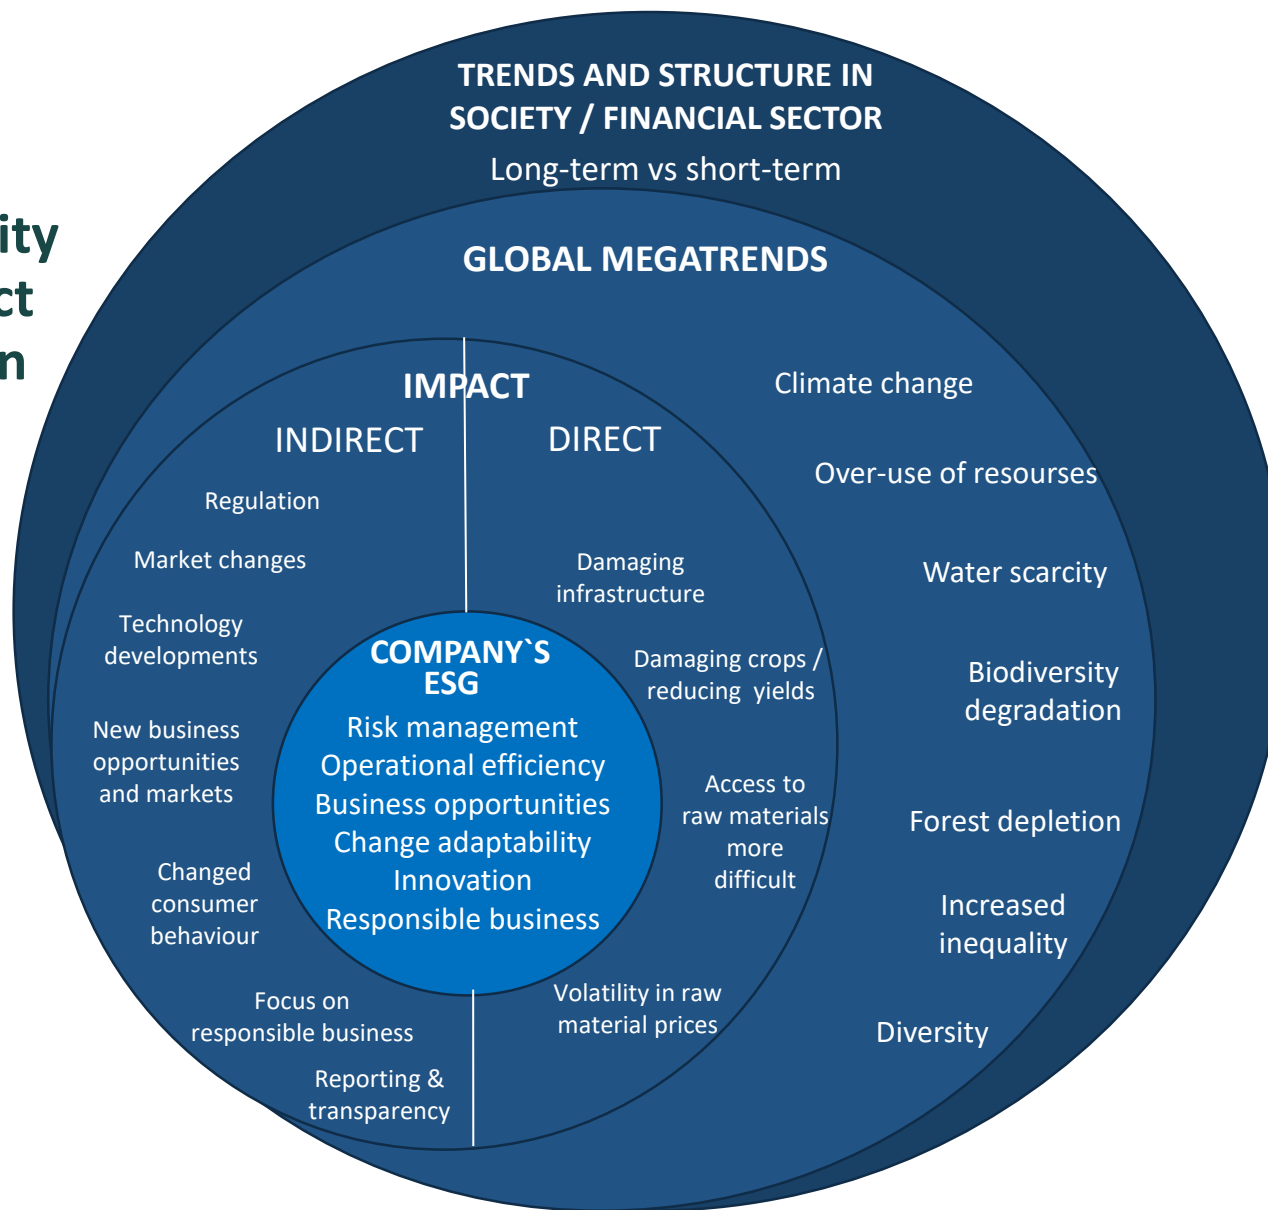 TRENDS AND STRUCTURE IN
SOCIETY / FINANCIAL SECTOR
Long-term vs short-term
ity
ct
n
GLOBAL MEGATRENDS
Climate change
Over-use of resourses
Water scarcity
Biodiversity
degradation
Forest depletion
Increased
inequality
Diversity
IMPACT
INDIRECT
Regulation
Market changes
Technology
developments
New business
opportunities
and markets
Changed
consumer
behaviour
Focus on
responsible business
Reporting &
transparency
DIRECT
Damaging
infrastructure
Damaging crops /
reducing yields
Access to
raw materials
more
difficult
Volatility in raw
material prices
COMPANY`S
ESG
Risk management
Operational efficiency
Business opportunities
Change adaptability
Innovation
Responsible business